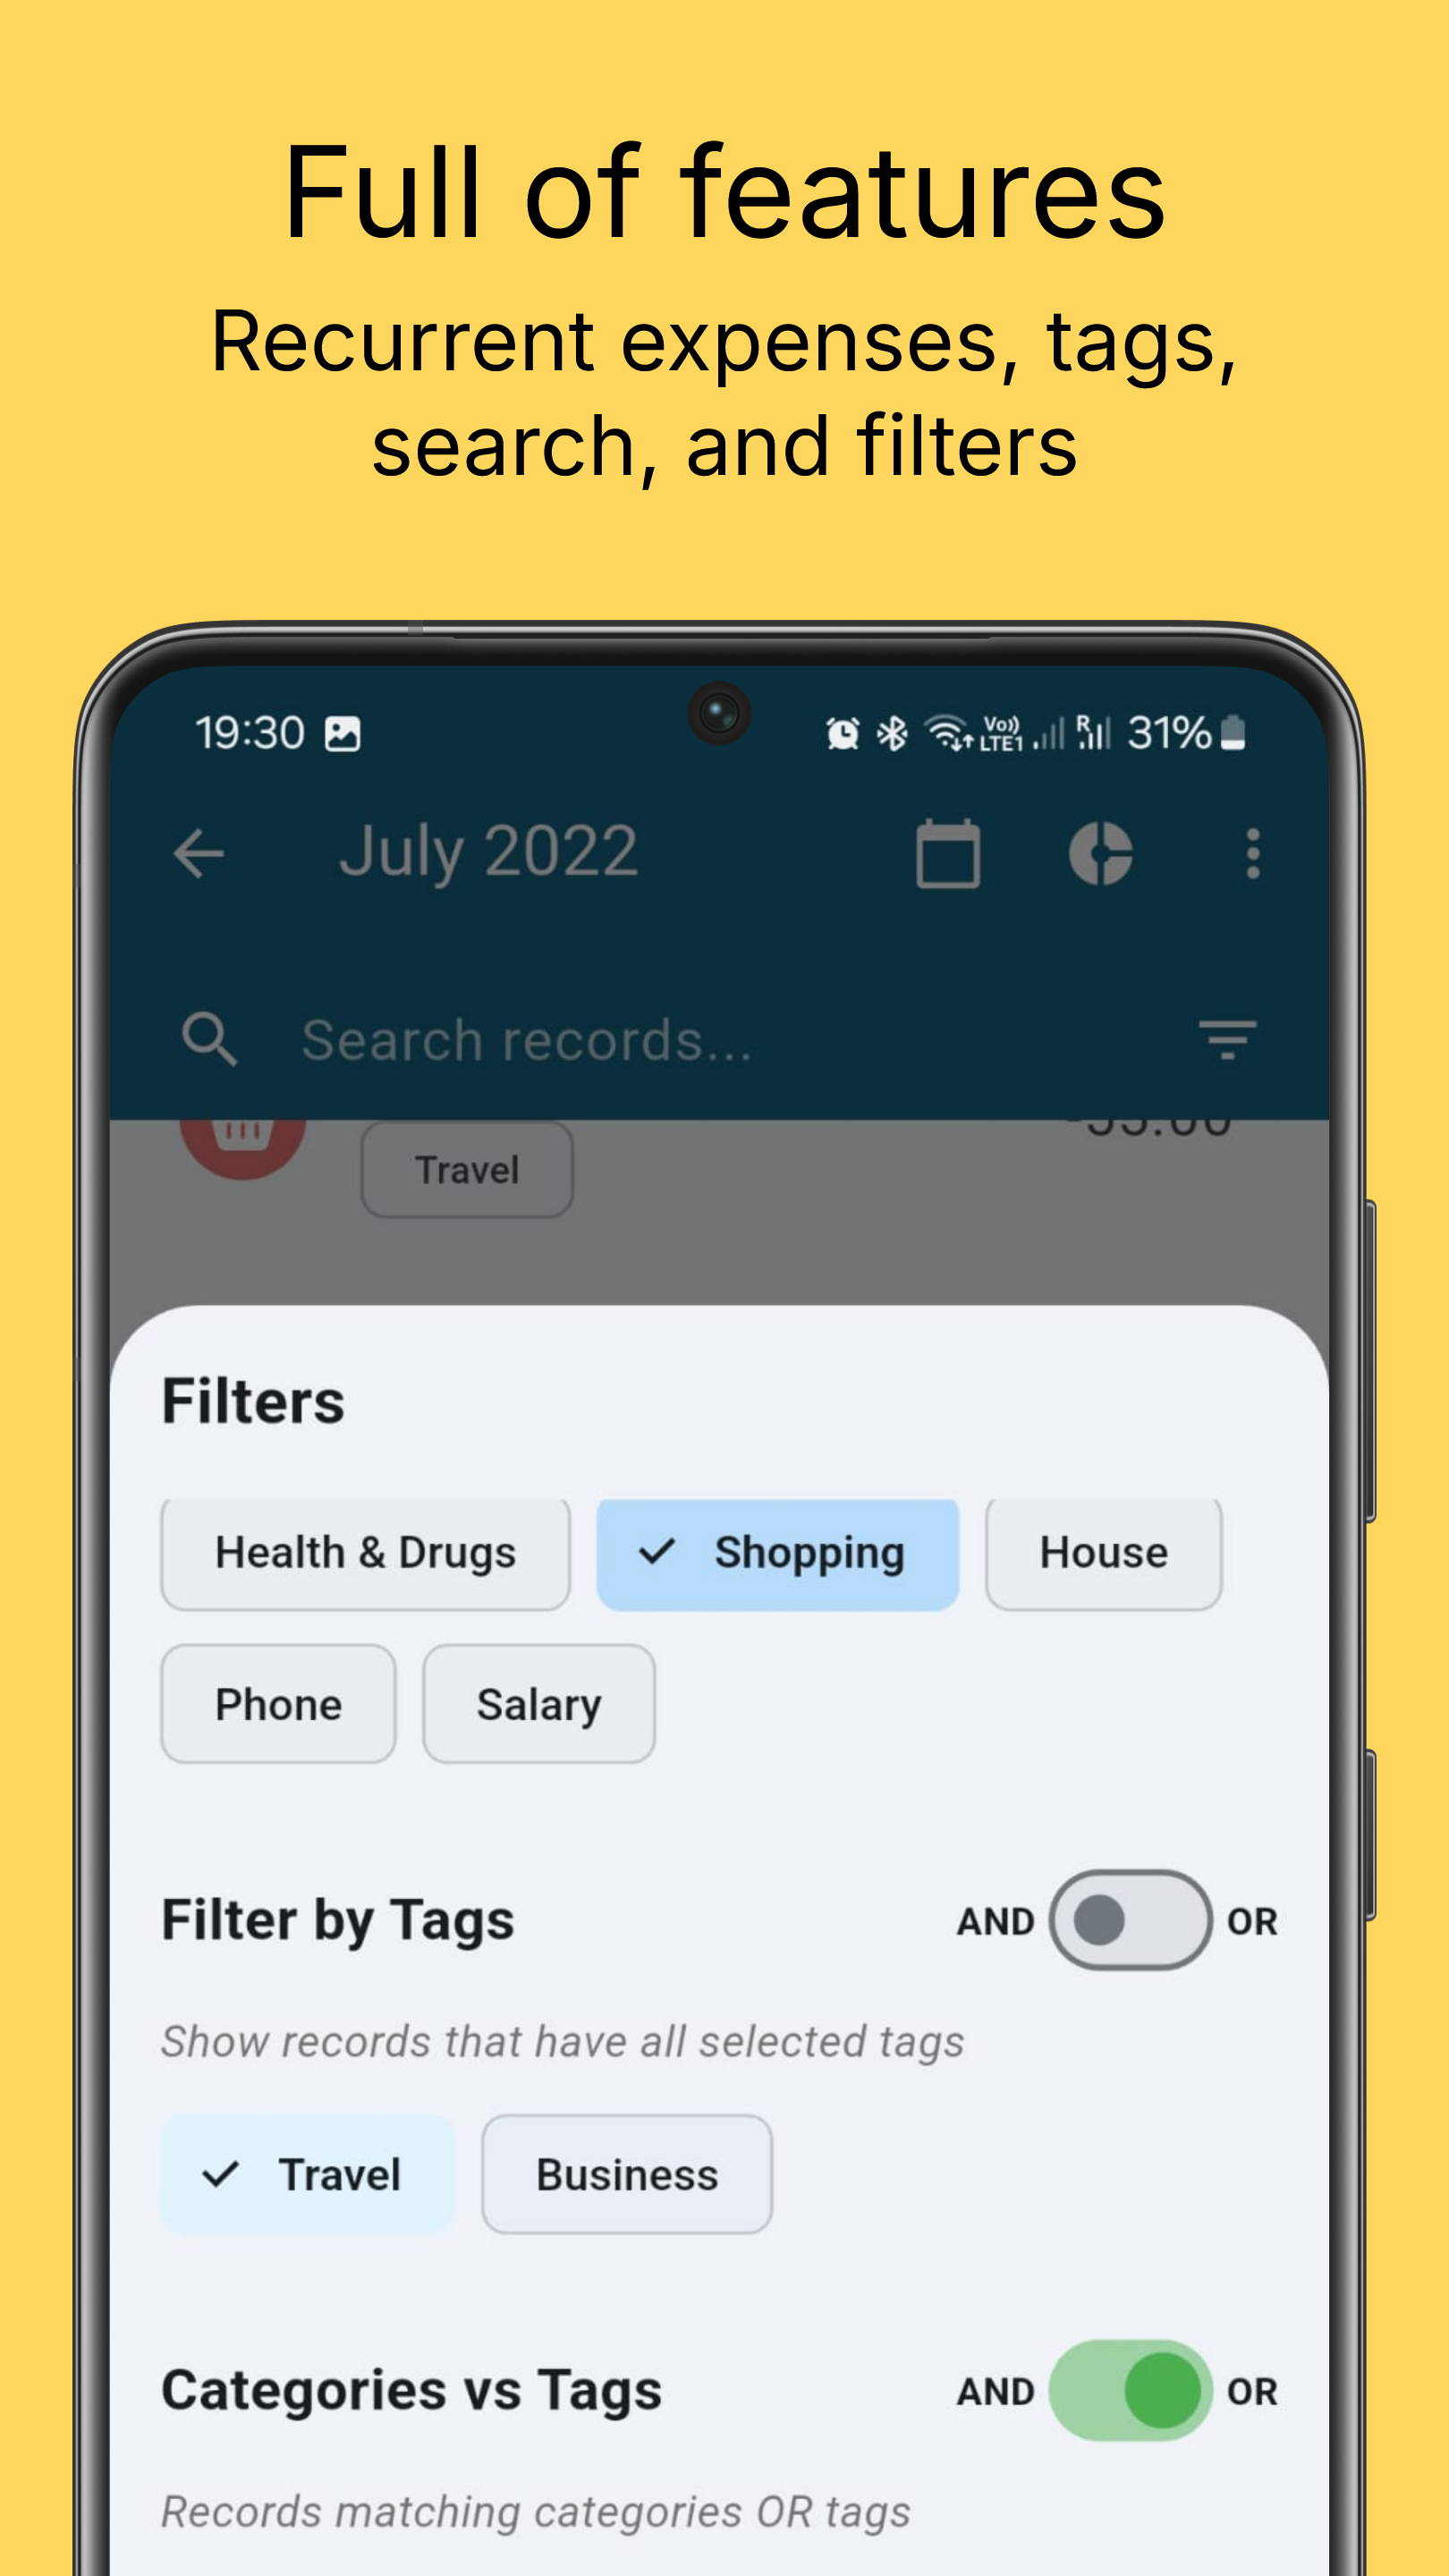 Full of features
Recurrent expenses, tags,
search, and filters
19:30
Vo)) LTE1 R 31%
July 2022
Search records...
Travel
Filters
Health & Drugs Shopping House
Phone Salary
Filter by Tags AND OR
Show records that have all selected tags
Travel Business
Categories vs Tags AND OR
Records matching categories OR tags